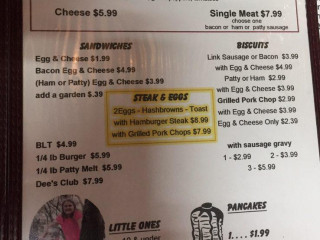 Cheese $5.99
Single Meat $7.99
choose one
bacon or ham or patty sausage
SANDWICHES
Egg & Cheese $1.99
Bacon Egg & Cheese $4.99
(Ham or Patty) Egg & Cheese $3.99
add a garden $.39
BISCUITS
Link Sausage or Bacon $3.99
with Egg & Cheese $4.99
Patty or Ham $2.99
with Egg & Cheese $3.99
Grilled Pork Chop $2.99
with Egg & Cheese $3.99
Egg & Cheese Only $2.39
with sausage gravy
1 - $2.99 2 - $3.99
3 - $5.99
STEAK & EGGS
2Eggs - Hashbrowns - Toast
with Hamburger Steak $8.99
with Grilled Pork Chops $7.99
BLT $4.99
1/4 lb Burger $5.99
1/4 lb Patty Melt $5.99
Dee's Club $7.99
LITTLE ONES
10 & under
PANCAKES
1 . . . . $1.99